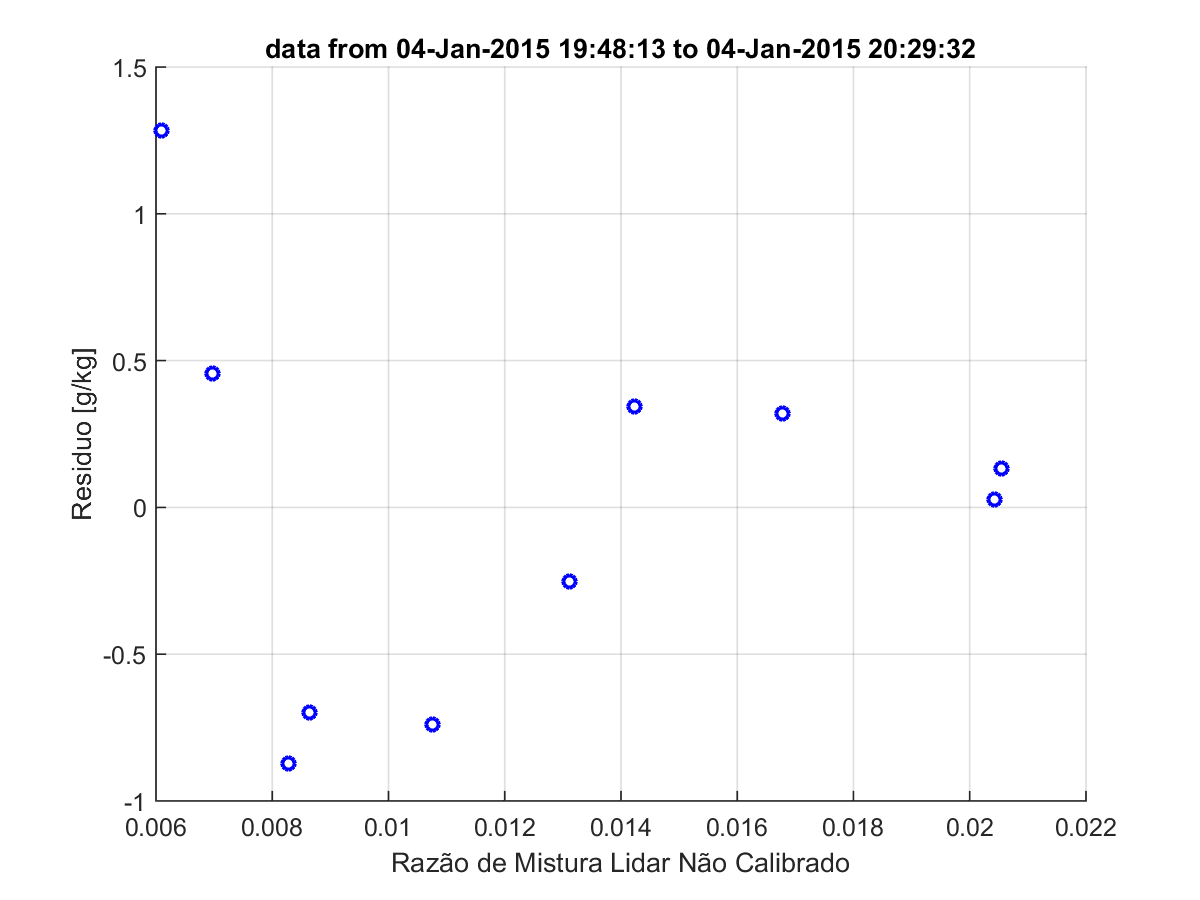 data from 04-Jan-2015 19:48:13 to 04-Jan-2015 20:29:32
1.5
1
0.5
0
-0.5
-1
Residuo [g/kg]
0.006 0.008 0.01 0.012 0.014 0.016 0.018 0.02 0.022
Razão de Mistura Lidar Não Calibrado